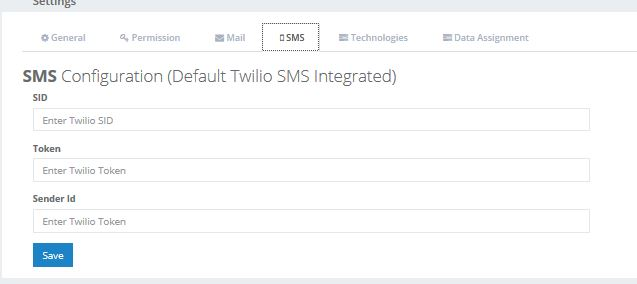 Settings
General Permission Mail SMS Technologies Data Assignment
SMS Configuration (Default Twilio SMS Integrated)
SID
Enter Twilio SID
Token
Enter Twilio Token
Sender Id
Enter Twilio Token
Save